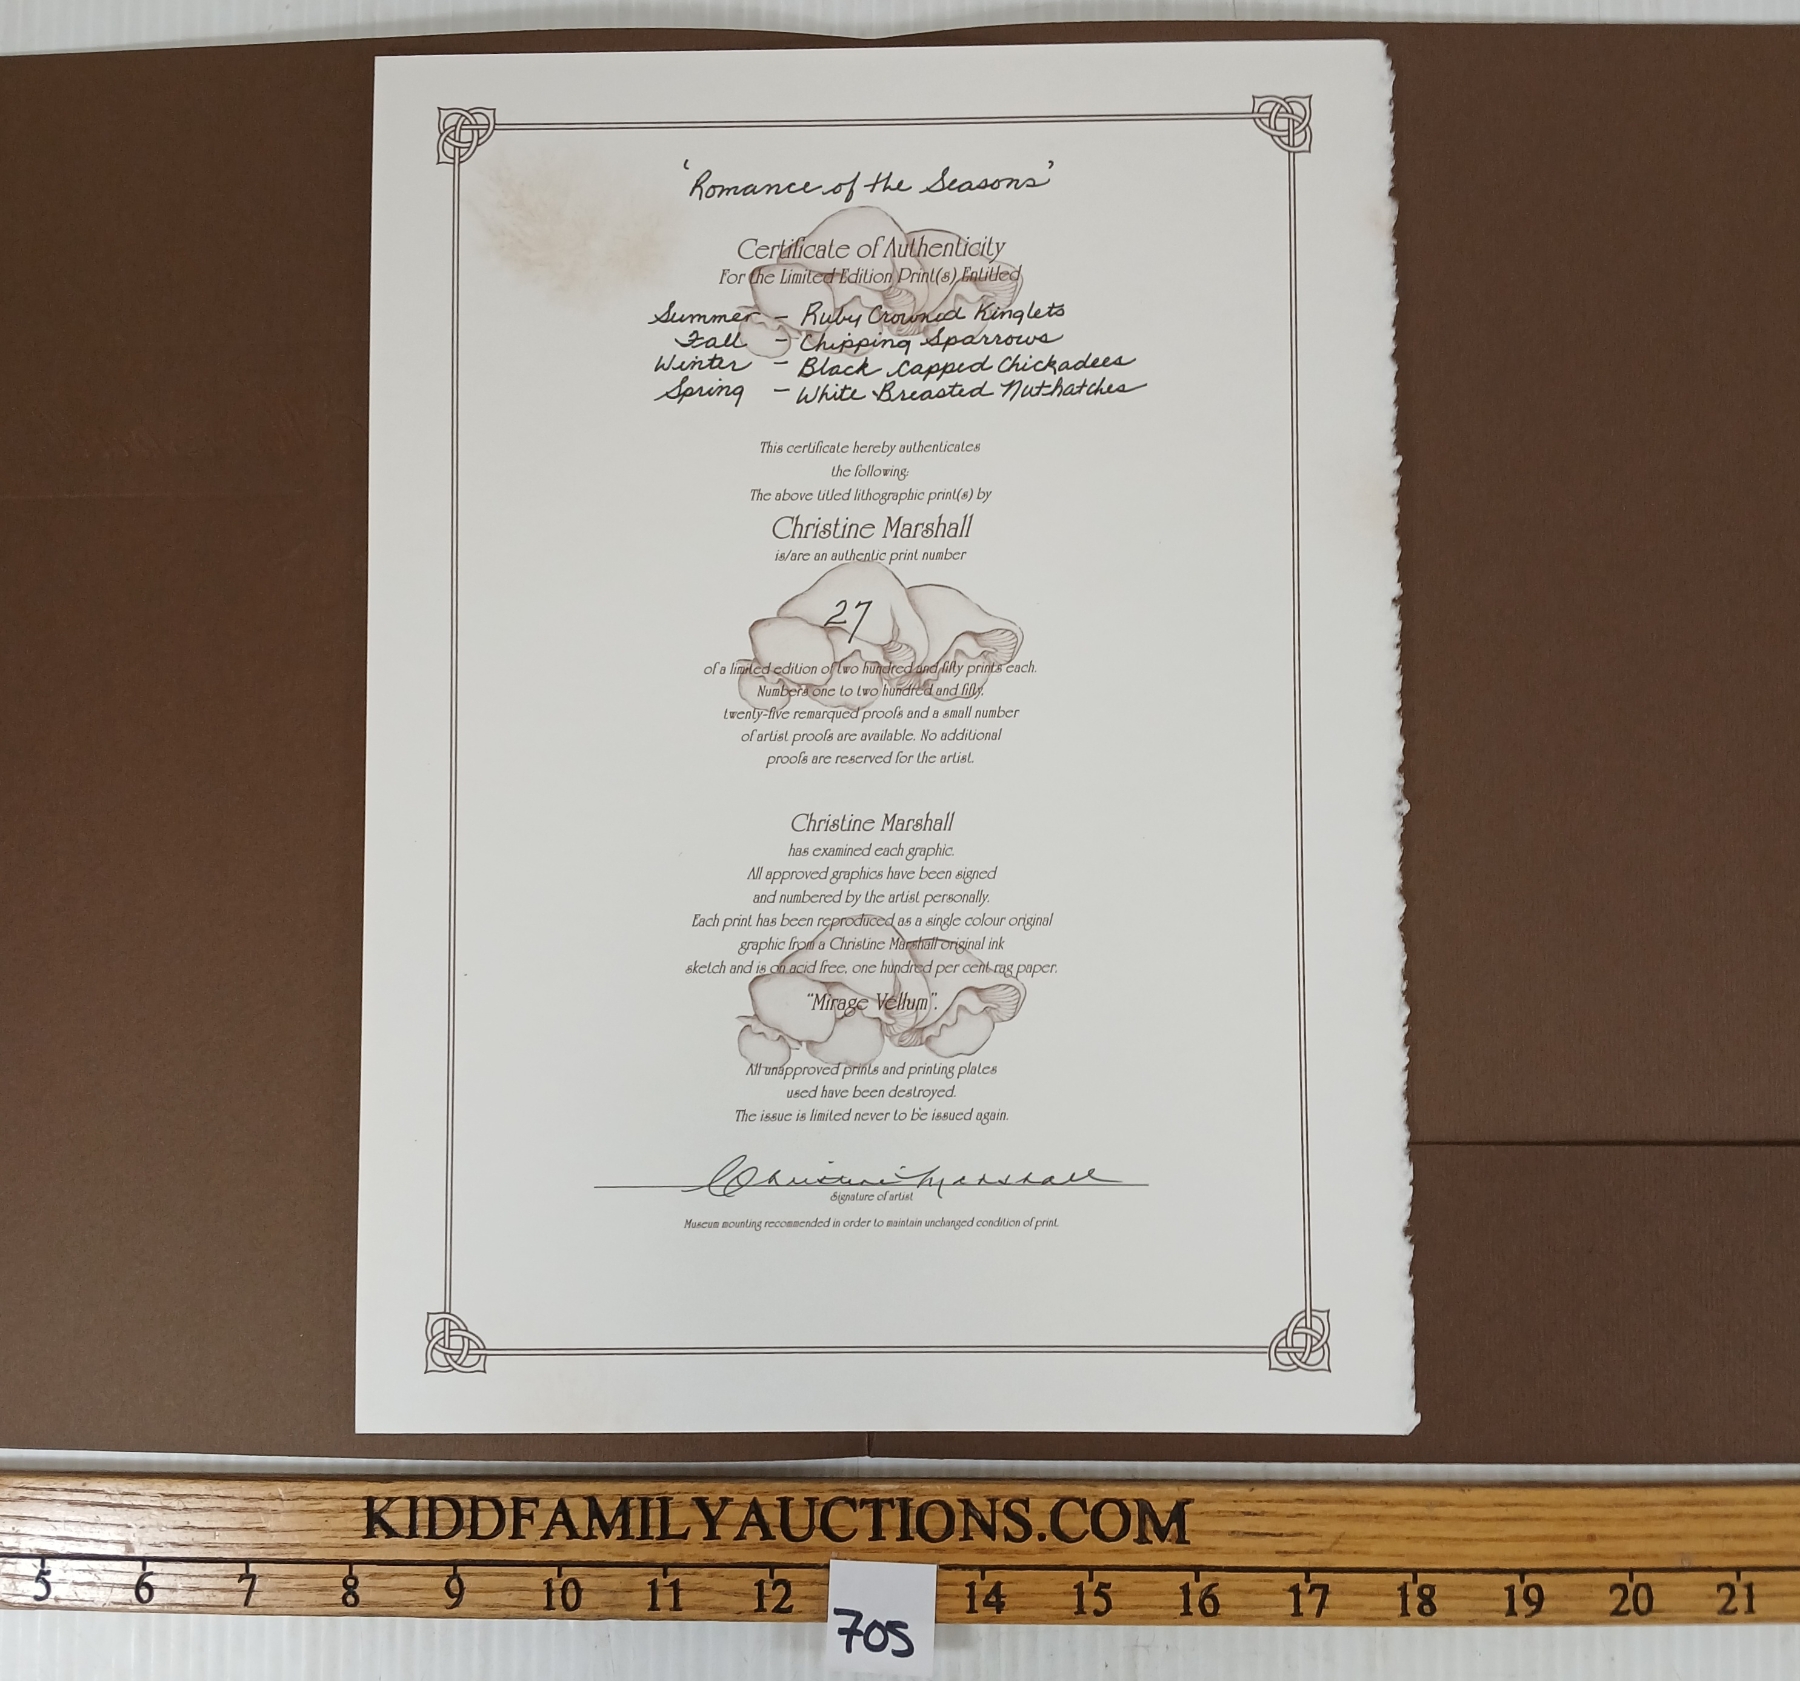 'Romance of the Seasons'
Certificate of Authenticity
For the Limited Edition Print(s) Entitled
Summer - Ruby Crowned Kinglets
Fall - Chipping Sparrows
Winter - Black Capped Chickadees
Spring - White Breasted Nuthatches
This certificate hereby authenticates
the following:
The above titled lithographic print(s) by
Christine Marshall
is/are an authentic print number
27
of a limited edition of two hundred and fifty prints each.
Numbers one to two hundred and fifty,
twenty-five remarqued proofs and a small number
of artist proofs are available. No additional
proofs are reserved for the artist.
Christine Marshall
has examined each graphic.
All approved graphics have been signed
and numbered by the artist personally.
Each print has been reproduced as a single colour original
graphic from a Christine Marshall original ink
sketch and is on acid free, one hundred per cent rag paper,
"Mirage Vellum".
All unapproved prints and printing plates
used have been destroyed.
The issue is limited never to be issued again.
Christine Marshall
Signature of artist
Museum mounting recommended in order to maintain unchanged condition of print.
KIDDFAMILYAUCTIONS.COM
5 6 7 8 9 10 11 12 14 15 16 17 18 19 20 21
705